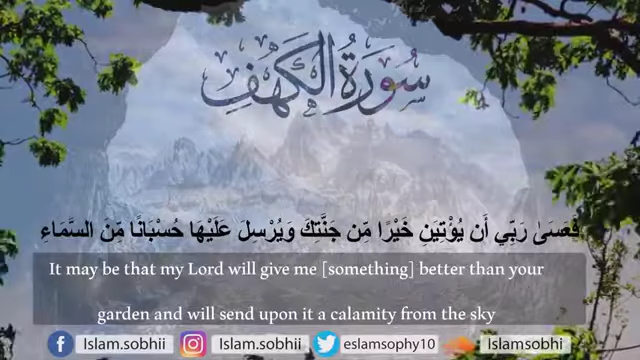 سُورَةُ الكَهْفِ
فَعَسَىٰ رَبِّي أَن يُؤْتِيَنِ خَيْرًا مِّن جَنَّتِكَ وَيُرْسِلَ عَلَيْهَا حُسْبَانًا مِّنَ السَّمَاءِ
It may be that my Lord will give me [something] better than your
garden and will send upon it a calamity from the sky
Islam.sobhii Islam.sobhii eslamsophy10 Islamsobhi